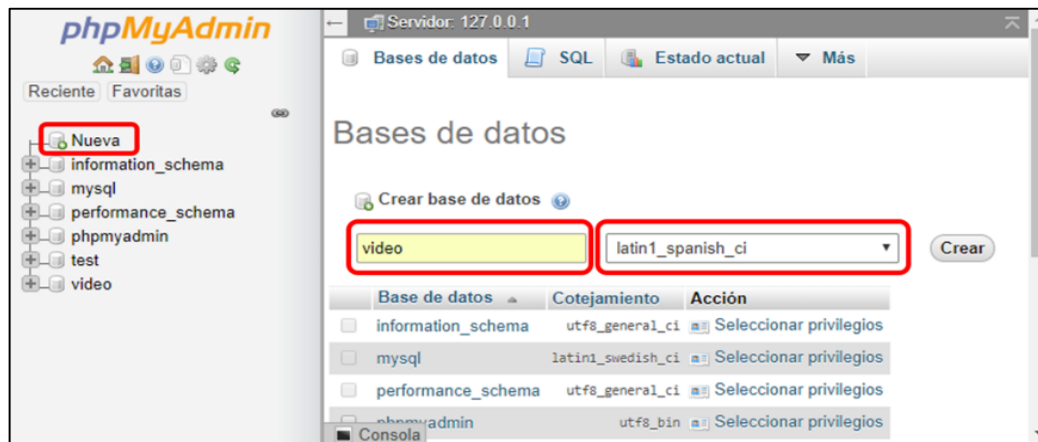 phpMyAdmin
Reciente Favoritas
Nueva
information_schema
mysql
performance_schema
phpmyadmin
test
video
Servidor: 127.0.0.1
Bases de datos SQL Estado actual Más
Bases de datos
Crear base de datos
video latin1_spanish_ci Crear
Base de datos Cotejamiento Acción
information_schema utf8_general_ci Seleccionar privilegios
mysql latin1_swedish_ci Seleccionar privilegios
performance_schema utf8_general_ci Seleccionar privilegios
phpmyadmin utf8_bin Seleccionar privilegios
Consola